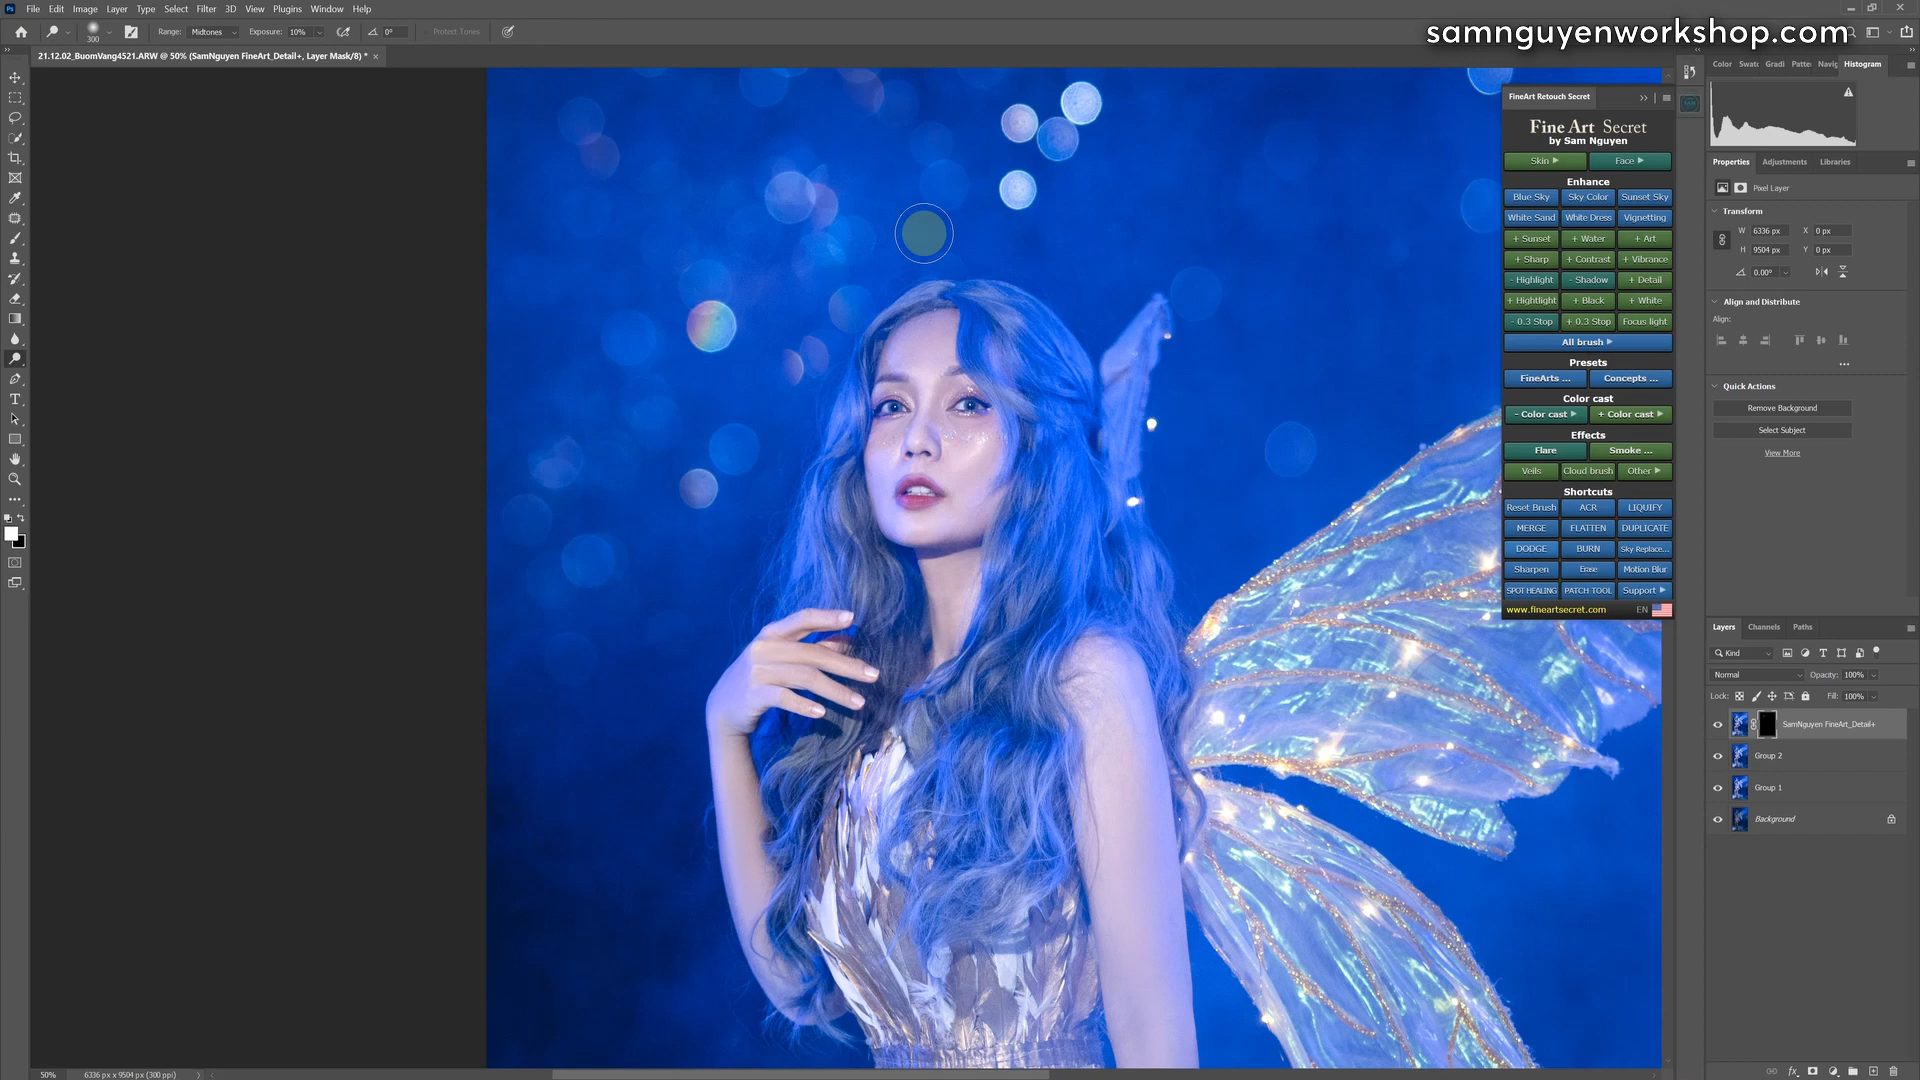 Ps File Edit Image Layer Type Select Filter 3D View Plugins Window Help
300 Range: Midtones Exposure: 10% 0° Protect Tones
samnguyenworkshop.com
21.12.02_BuomVang4521.ARW @ 50% (SamNguyen FineArt_Detail+, Layer Mask/8) *
Color Swatc Gradi Patte Navig Histogram
FineArt Retouch Secret
Fine Art Secret
by Sam Nguyen
Skin Face
Enhance
Blue Sky Sky Color Sunset Sky
White Sand White Dress Vignetting
+ Sunset + Water + Art
+ Sharp + Contrast + Vibrance
- Highlight - Shadow + Detail
+ Hightlight + Black + White
- 0.3 Stop + 0.3 Stop Focus light
All brush
Presets
FineArts ... Concepts ...
Color cast
- Color cast + Color cast
Effects
Flare Smoke ...
Veils Cloud brush Other
Shortcuts
Reset Brush ACR LIQUIFY
MERGE FLATTEN DUPLICATE
DODGE BURN Sky Replace...
Sharpen Erase Motion Blur
SPOT HEALING PATCH TOOL Support
www.fineartsecret.com EN
Properties Adjustments Libraries
Pixel Layer
Transform
W 6336 px X 0 px
H 9504 px Y 0 px
0.00°
Align and Distribute
Align:
Quick Actions
Remove Background
Select Subject
View More
Layers Channels Paths
Kind
Normal Opacity: 100%
Lock: Fill: 100%
SamNguyen FineArt_Detail+
Group 2
Group 1
Background
50% 6336 px x 9504 px (300 ppi)